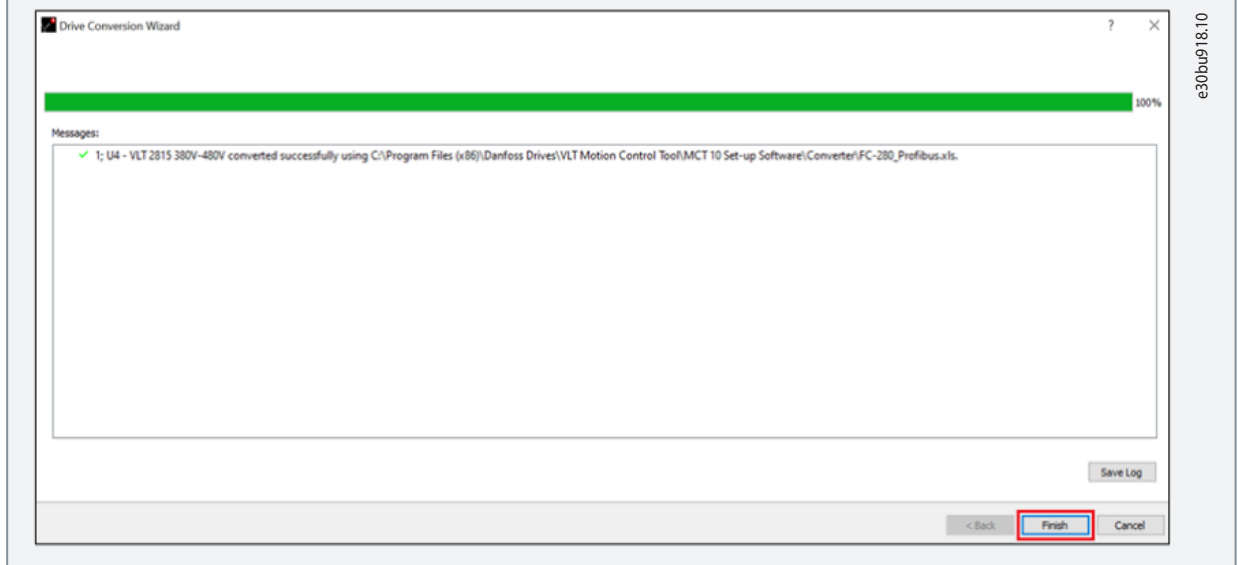 Drive Conversion Wizard
?
100%
Messages:
1; U4 - VLT 2815 380V-480V converted successfully using C:\Program Files (x86)\Danfoss Drives\VLT Motion Control Tool\MCT 10 Set-up Software\Converter\FC-280_Profibus.xls.
Save Log
< Back
Finish
Cancel
e30bu918.10